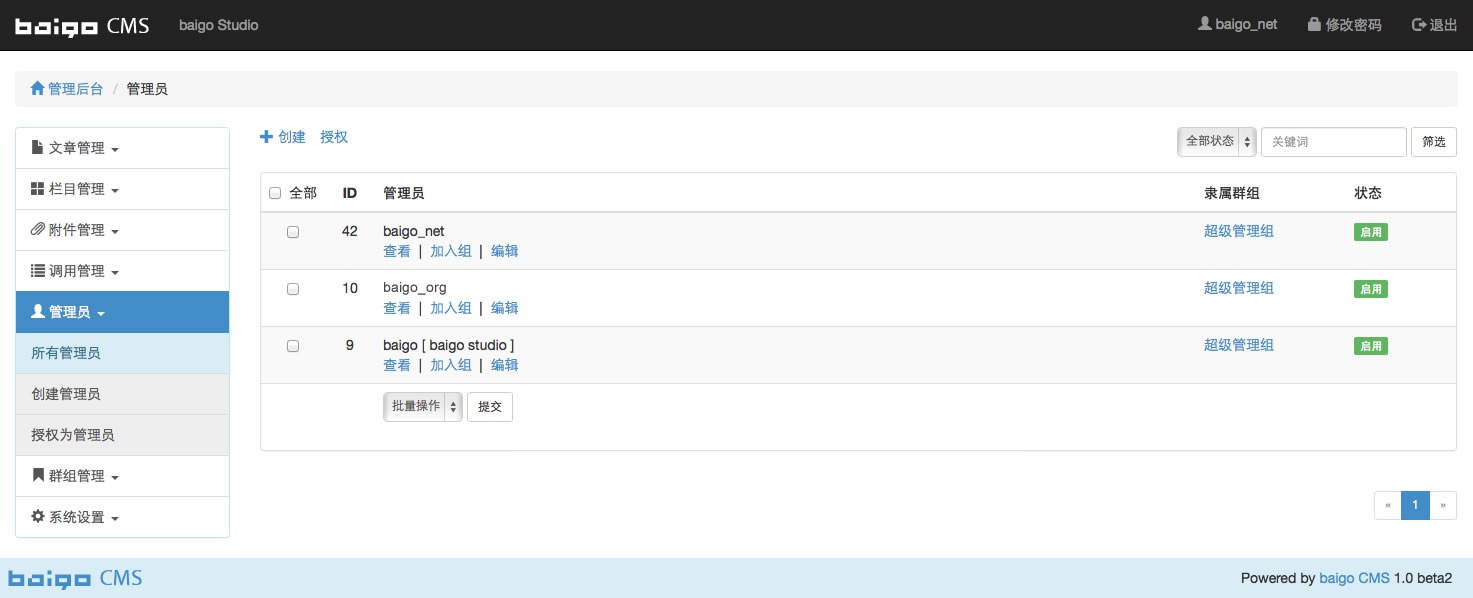 baigo CMS baigo Studio baigo_net 修改密码 退出
管理后台 / 管理员
文章管理
栏目管理
附件管理
调用管理
管理员
所有管理员
创建管理员
授权为管理员
群组管理
系统设置
创建 授权
全部状态 关键词 筛选
全部 ID 管理员 隶属群组 状态
42 baigo_net 超级管理组 启用
查看 | 加入组 | 编辑
10 baigo_org 超级管理组 启用
查看 | 加入组 | 编辑
9 baigo [ baigo studio ] 超级管理组 启用
查看 | 加入组 | 编辑
批量操作 提交
« 1 »
baigo CMS Powered by baigo CMS 1.0 beta2